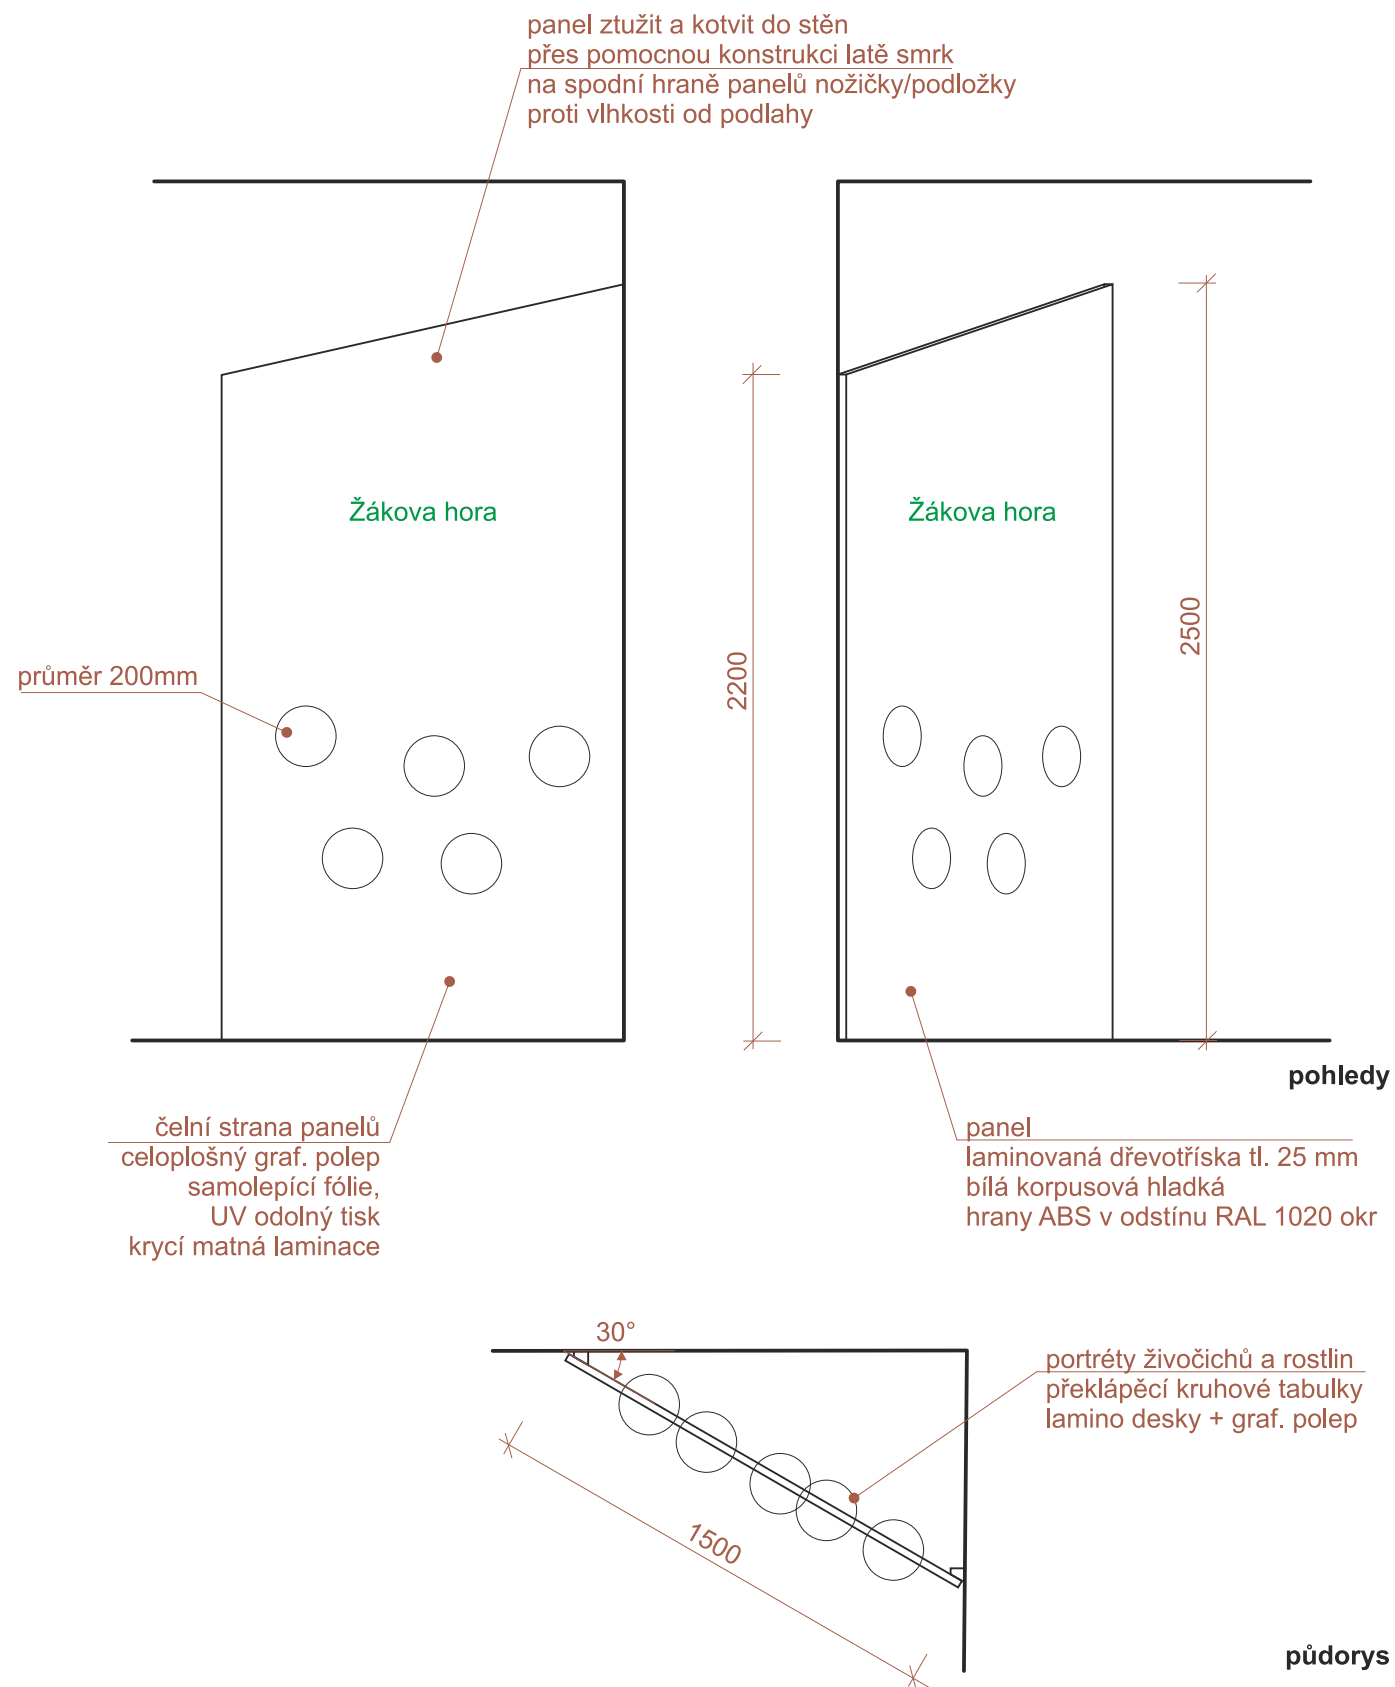 panel ztužit a kotvit do stěn
přes pomocnou konstrukci latě smrk
na spodní hraně panelů nožičky/podložky
proti vlhkosti od podlahy
Žákova hora
Žákova hora
2500
2200
průměr 200mm
pohledy
čelní strana panelů
celoplošný graf. polep
samolepící fólie,
UV odolný tisk
krycí matná laminace
panel
laminovaná dřevotříska tl. 25 mm
bílá korpusová hladká
hrany ABS v odstínu RAL 1020 okr
30°
portréty živočichů a rostlin
překlápěcí kruhové tabulky
lamino desky + graf. polep
1500
půdorys